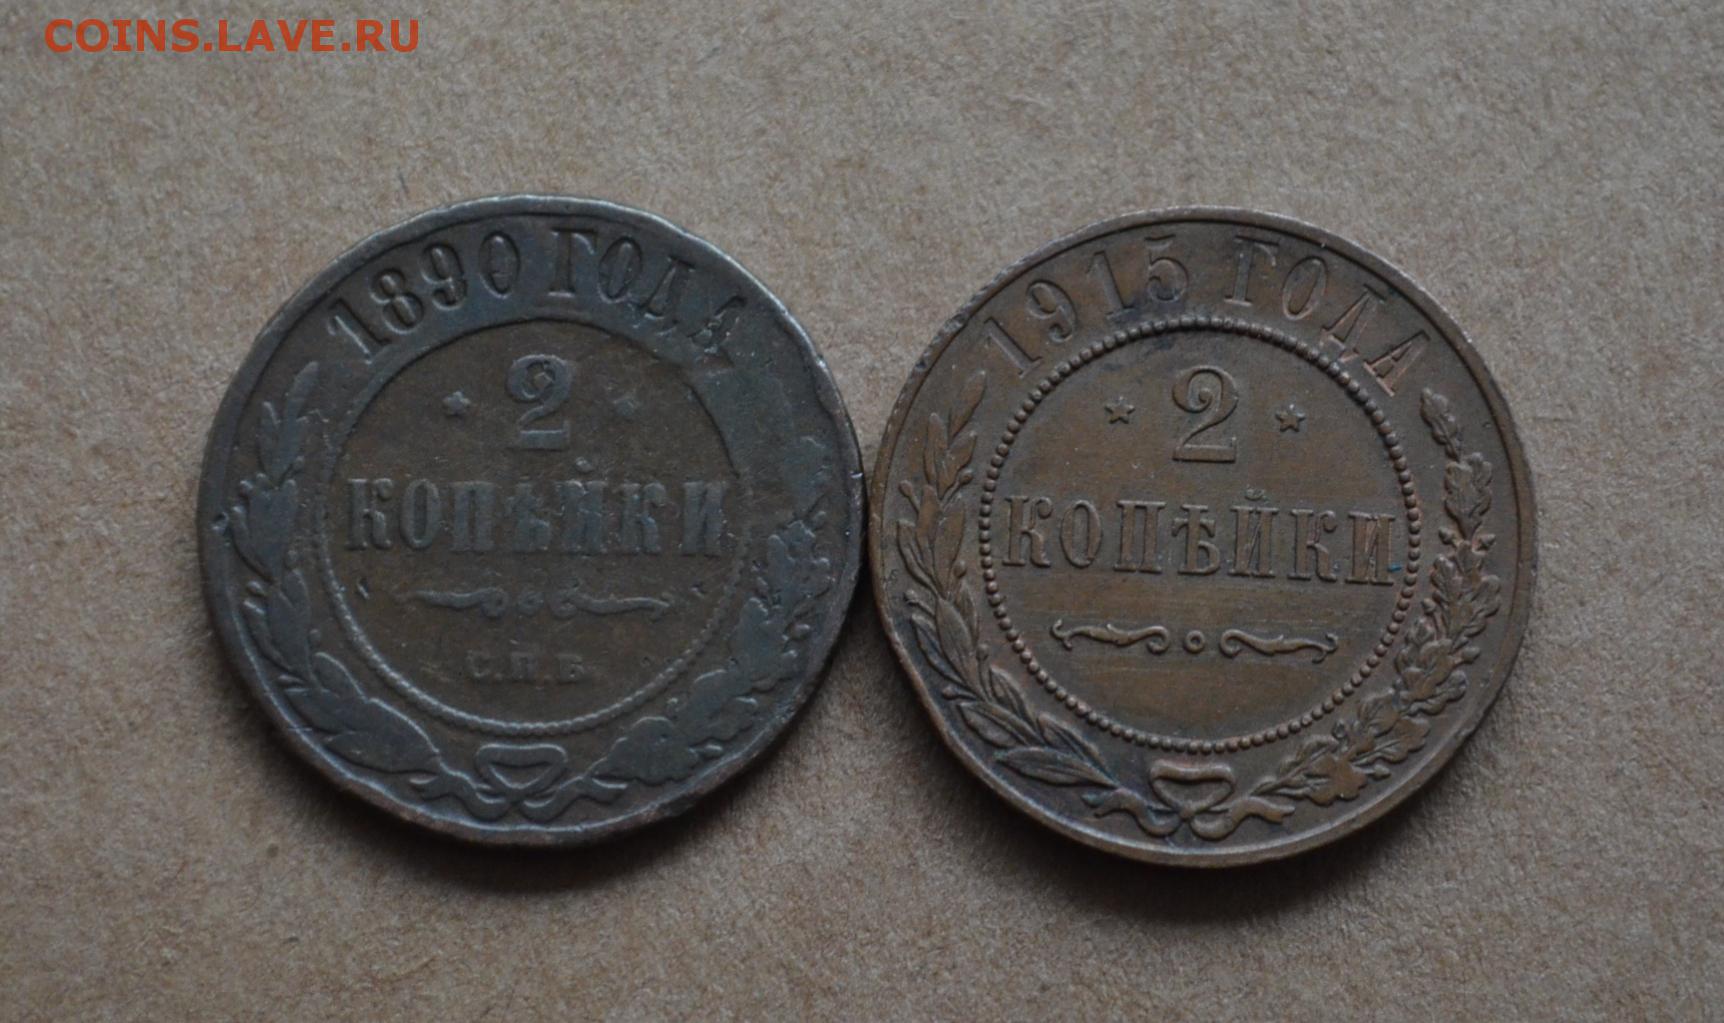 COINS.LAVE.RU
1890 ГОДА
2
КОПѢЙКИ
С.П.Б.
1915 ГОДА
2
КОПѢЙКИ